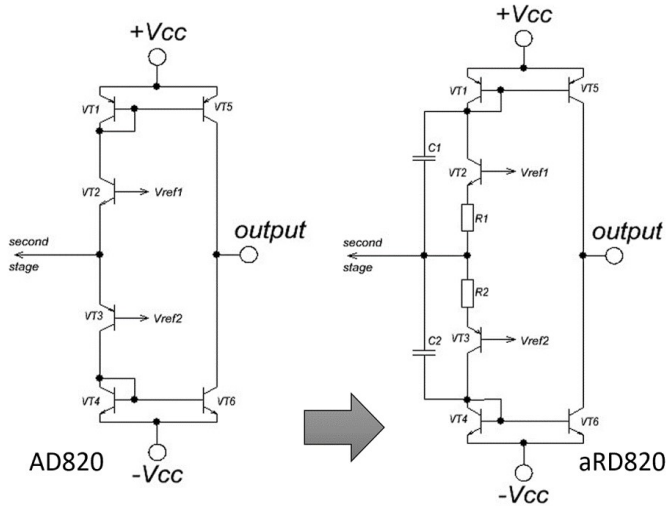 +Vcc
VT1
VT5
VT2
Vref1
second
stage
output
VT3
Vref2
VT4
VT6
-Vcc
AD820
+Vcc
VT1
VT5
C1
VT2
Vref1
R1
second
stage
output
R2
C2
VT3
Vref2
VT4
VT6
-Vcc
aRD820